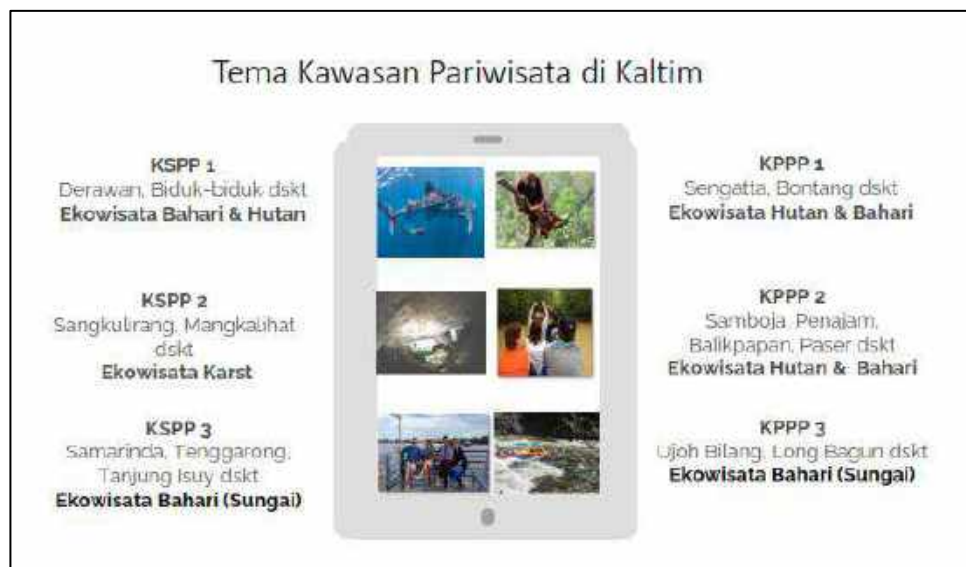 Tema Kawasan Pariwisata di Kaltim
KSPP 1
Derawan, Biduk-biduk dskt
Ekowisata Bahari & Hutan
KSPP 2
Sangkulirang, Mangkalihat
dskt
Ekowisata Karst
KSPP 3
Samarinda, Tenggarong,
Tanjung Isuy dskt
Ekowisata Bahari (Sungai)
KPPP 1
Sengatta, Bontang dskt
Ekowisata Hutan & Bahari
KPPP 2
Samboja, Penajam,
Balikpapan, Paser dskt
Ekowisata Hutan & Bahari
KPPP 3
Ujoh Bilang, Long Bagun dskt
Ekowisata Bahari (Sungai)